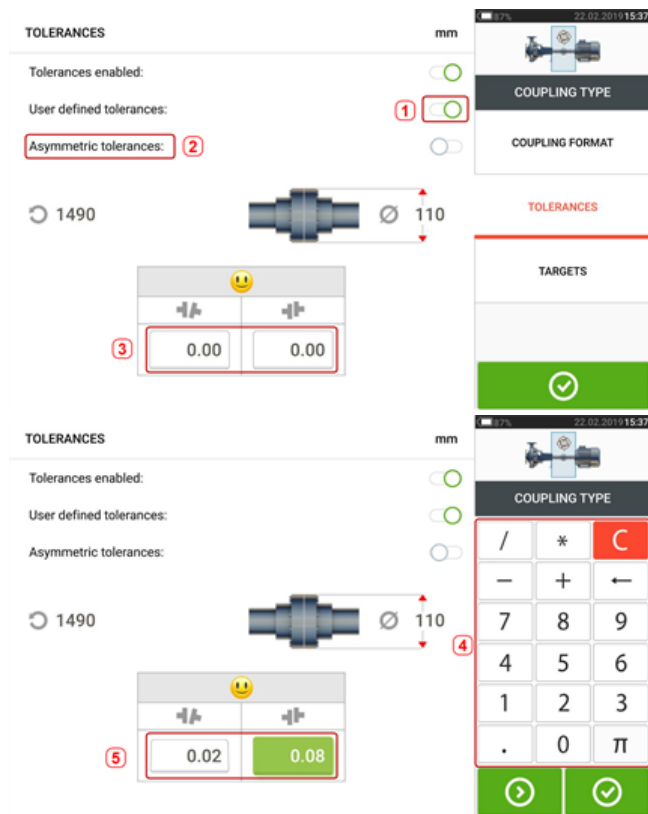 87% 22.02.2019 15:37
TOLERANCES mm
Tolerances enabled:
COUPLING TYPE
User defined tolerances: 1
Asymmetric tolerances: 2
COUPLING FORMAT
1490 110
TOLERANCES
TARGETS
3 0.00 0.00
87% 22.02.2019 15:37
TOLERANCES mm
Tolerances enabled:
COUPLING TYPE
User defined tolerances:
Asymmetric tolerances:
1490 110
5 0.02 0.08
4
/ * C
− + ←
7 8 9
4 5 6
1 2 3
. 0 π